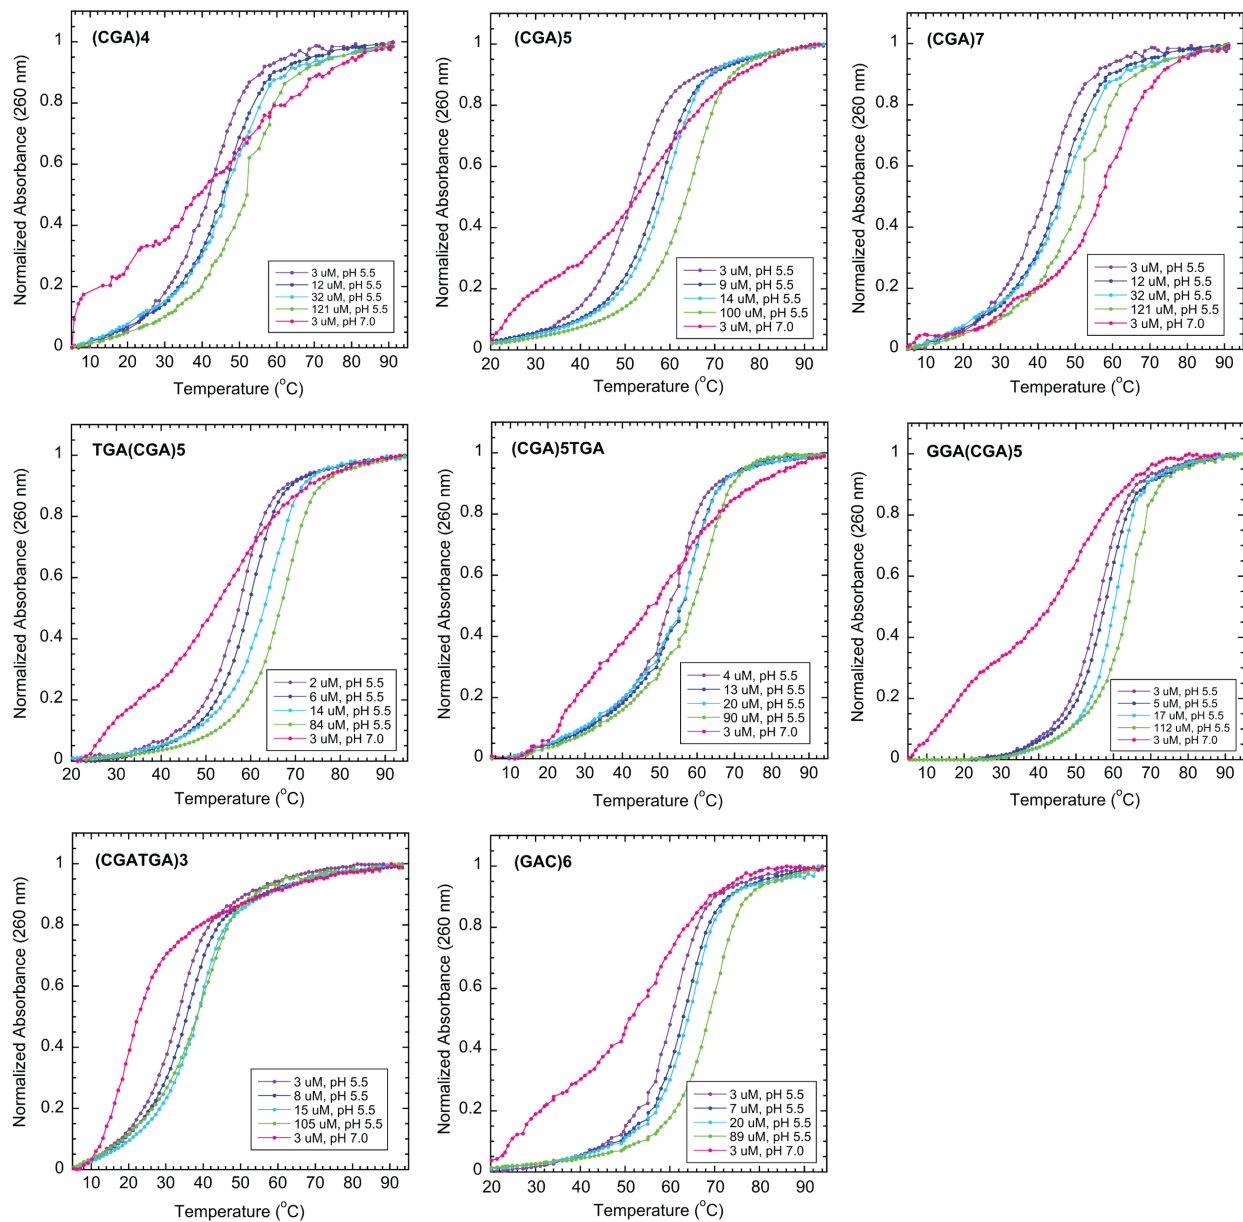 (CGA)4
Normalized Absorbance (260 nm)
1
0.8
0.6
0.4
0.2
0
3 uM, pH 5.5
12 uM, pH 5.5
32 uM, pH 5.5
121 uM, pH 5.5
3 uM, pH 7.0
10 20 30 40 50 60 70 80 90
Temperature (°C)
(CGA)5
Normalized Absorbance (260 nm)
1
0.8
0.6
0.4
0.2
0
3 uM, pH 5.5
9 uM, pH 5.5
14 uM, pH 5.5
100 uM, pH 5.5
3 uM, pH 7.0
20 30 40 50 60 70 80 90
Temperature (°C)
(CGA)7
Normalized Absorbance (260 nm)
1
0.8
0.6
0.4
0.2
0
3 uM, pH 5.5
12 uM, pH 5.5
32 uM, pH 5.5
121 uM, pH 5.5
3 uM, pH 7.0
10 20 30 40 50 60 70 80 90
Temperature (°C)
TGA(CGA)5
Normalized Absorbance (260 nm)
1
0.8
0.6
0.4
0.2
0
2 uM, pH 5.5
6 uM, pH 5.5
14 uM, pH 5.5
84 uM, pH 5.5
3 uM, pH 7.0
20 30 40 50 60 70 80 90
Temperature (°C)
(CGA)5TGA
Normalized Absorbance (260 nm)
1
0.8
0.6
0.4
0.2
0
4 uM, pH 5.5
13 uM, pH 5.5
20 uM, pH 5.5
90 uM, pH 5.5
3 uM, pH 7.0
10 20 30 40 50 60 70 80 90
Temperature (°C)
GGA(CGA)5
Normalized Absorbance (260 nm)
1
0.8
0.6
0.4
0.2
0
3 uM, pH 5.5
5 uM, pH 5.5
17 uM, pH 5.5
112 uM, pH 5.5
3 uM, pH 7.0
10 20 30 40 50 60 70 80 90
Temperature (°C)
(CGATGA)3
Normalized Absorbance (260 nm)
1
0.8
0.6
0.4
0.2
0
3 uM, pH 5.5
8 uM, pH 5.5
15 uM, pH 5.5
105 uM, pH 5.5
3 uM, pH 7.0
10 20 30 40 50 60 70 80 90
Temperature (°C)
(GAC)6
Normalized Absorbance (260 nm)
1
0.8
0.6
0.4
0.2
0
3 uM, pH 5.5
7 uM, pH 5.5
20 uM, pH 5.5
89 uM, pH 5.5
3 uM, pH 7.0
20 30 40 50 60 70 80 90
Temperature (°C)